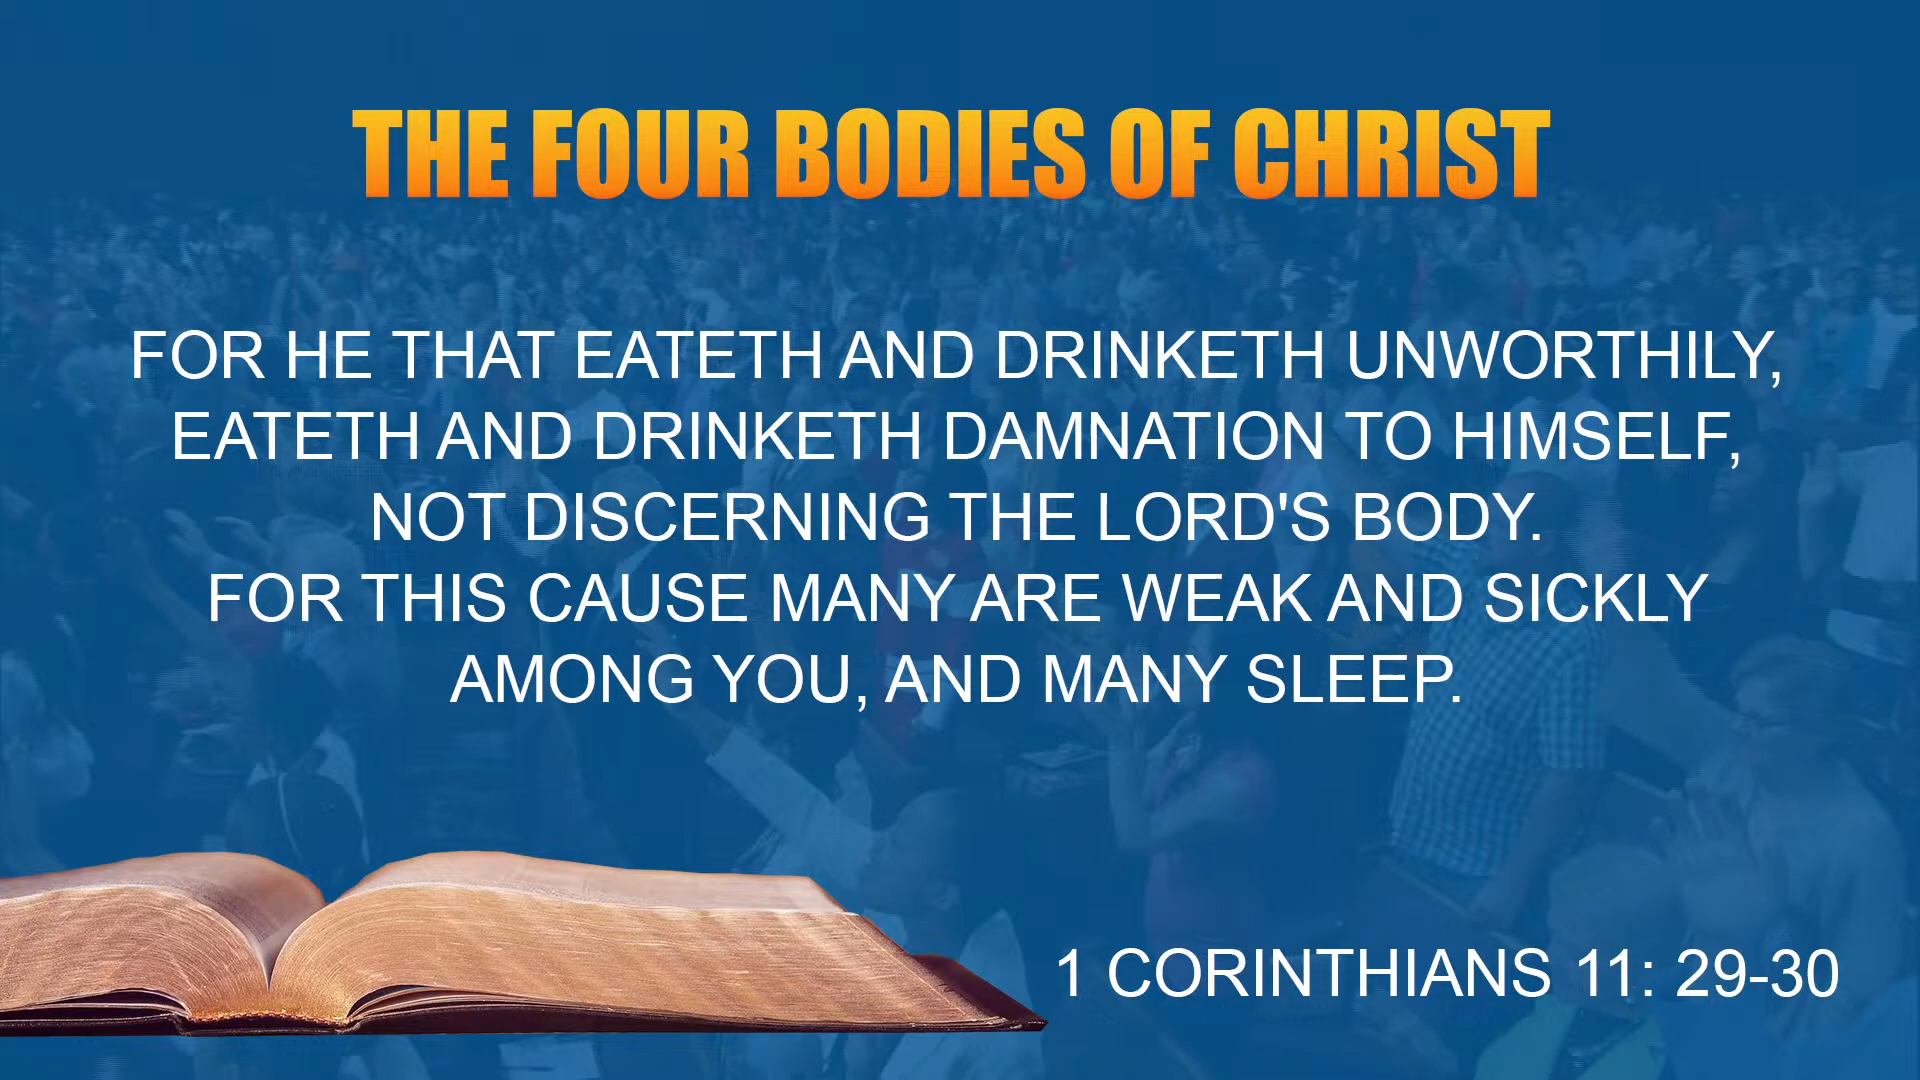 THE FOUR BODIES OF CHRIST
FOR HE THAT EATETH AND DRINKETH UNWORTHILY,
EATETH AND DRINKETH DAMNATION TO HIMSELF,
NOT DISCERNING THE LORD'S BODY.
FOR THIS CAUSE MANY ARE WEAK AND SICKLY
AMONG YOU, AND MANY SLEEP.
1 CORINTHIANS 11: 29-30